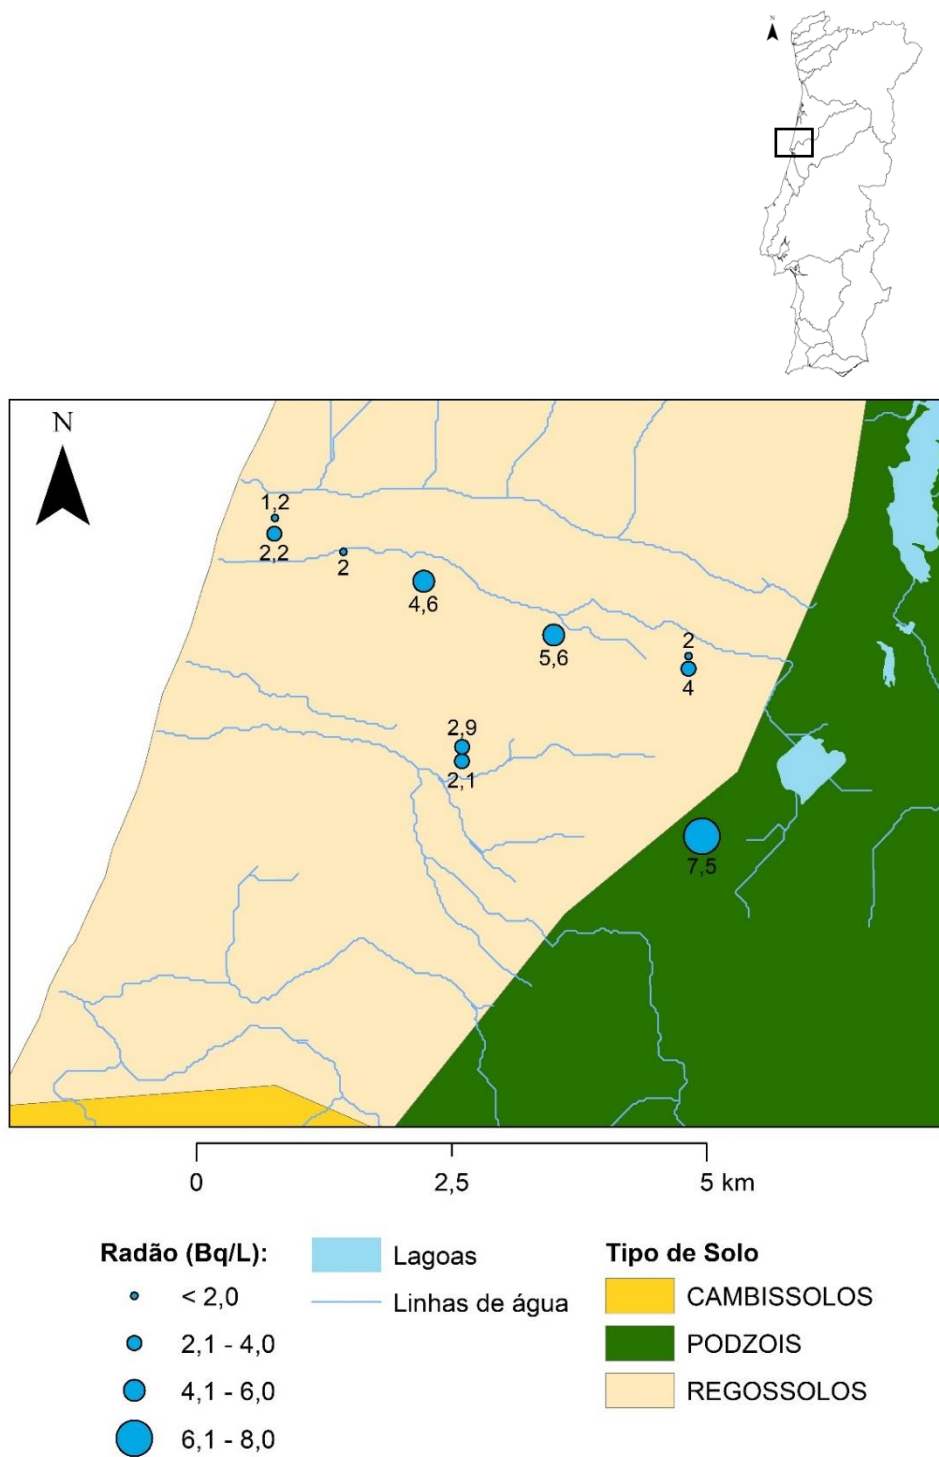 N
N
1,2
2,2
2
4,6
5,6
2
4
2,9
2,1
7,5
0 2,5 5 km
Radão (Bq/L):
< 2,0
2,1 - 4,0
4,1 - 6,0
6,1 - 8,0
Lagoas
Linhas de água
Tipo de Solo
CAMBISSOLOS
PODZOIS
REGOSSOLOS